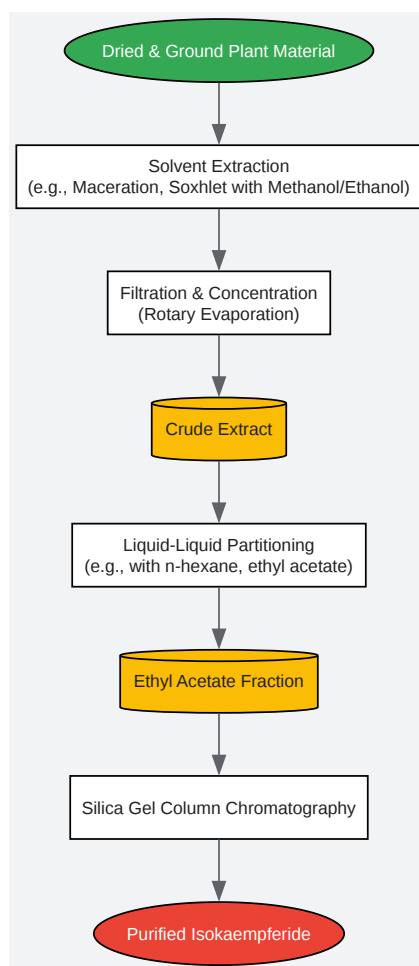 Dried & Ground Plant Material
Solvent Extraction
(e.g., Maceration, Soxhlet with Methanol/Ethanol)
Filtration & Concentration
(Rotary Evaporation)
Crude Extract
Liquid-Liquid Partitioning
(e.g., with n-hexane, ethyl acetate)
Ethyl Acetate Fraction
Silica Gel Column Chromatography
Purified Isokaempferide